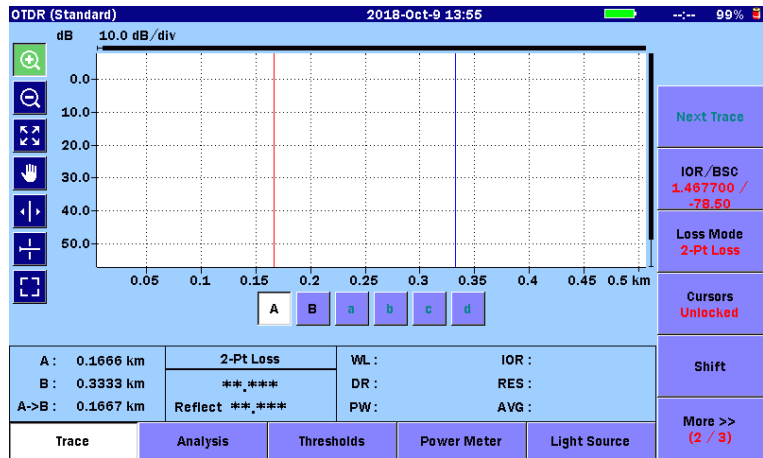 OTDR (Standard) 2018-Oct-9 13:55 --:-- 99%
dB 10.0 dB/div
0.0
10.0
20.0
30.0
40.0
50.0
0.05 0.1 0.15 0.2 0.25 0.3 0.35 0.4 0.45 0.5 km
A B a b c d
Next Trace
IOR/BSC
1.467700 /
-78.50
Loss Mode
2-Pt Loss
Cursors
Unlocked
Shift
More >>
(2 / 3)
A : 0.1666 km 2-Pt Loss WL : IOR :
B : 0.3333 km **.*** DR : RES :
A->B : 0.1667 km Reflect **.*** PW : AVG :
Trace Analysis Thresholds Power Meter Light Source